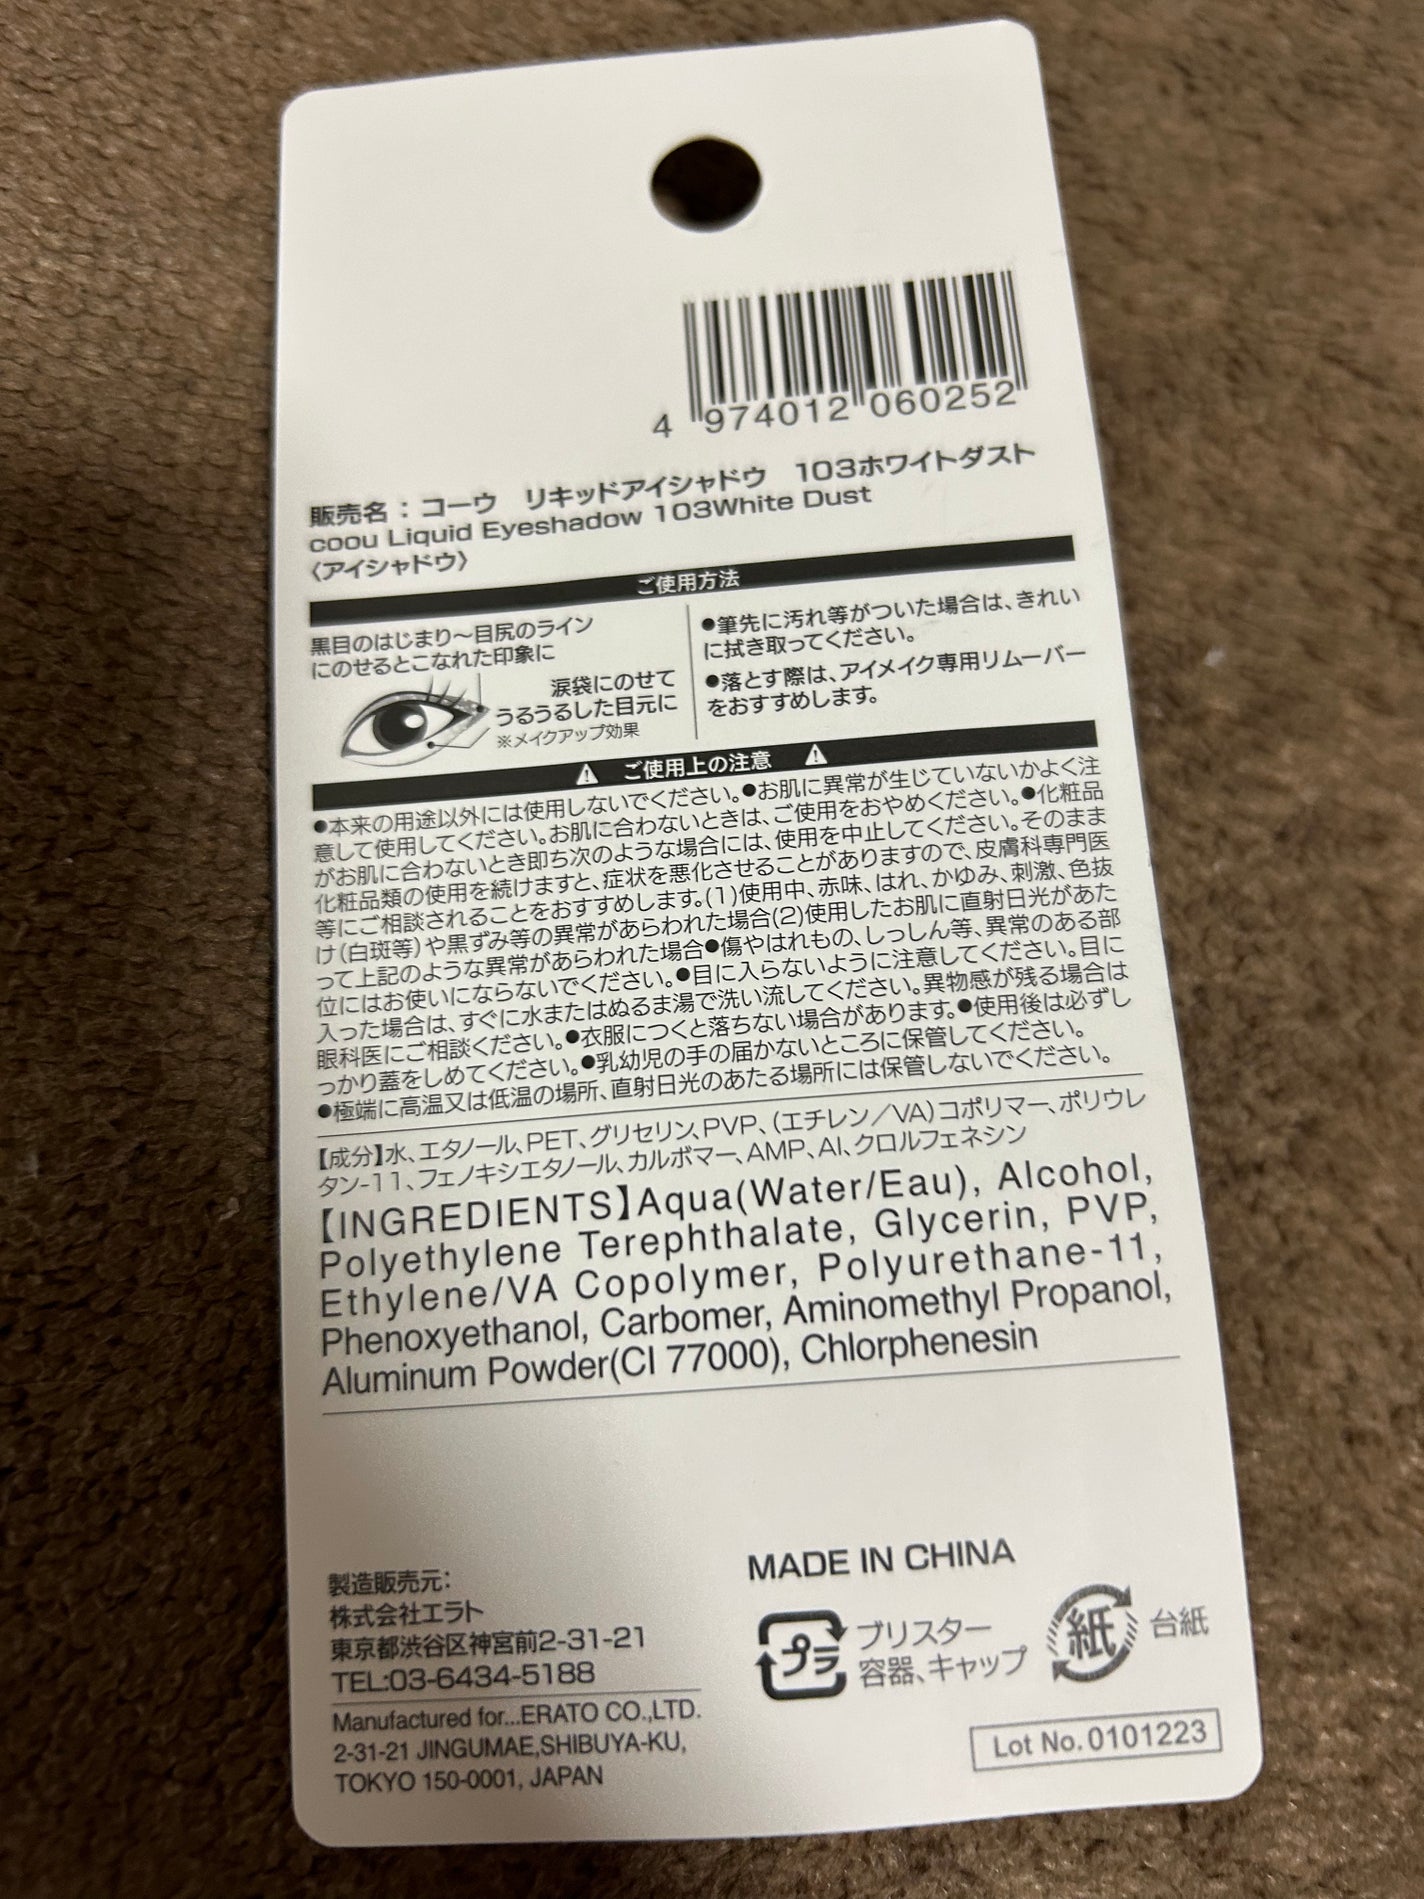 4 974012 060252
販売名：コーウ　リキッドアイシャドウ　103ホワイトダスト
coou Liquid Eyeshadow 103White Dust
〈アイシャドウ〉
ご使用方法
黒目のはじまり～目尻のライン
にのせるとこなれた印象に
涙袋にのせて
うるうるした目元に
※メイクアップ効果
●筆先に汚れ等がついた場合は、きれい
に拭き取ってください。
●落とす際は、アイメイク専用リムーバー
をおすすめします。
ご使用上の注意
●本来の用途以外には使用しないでください。●お肌に異常が生じていないかよく注
意して使用してください。お肌に合わないときは、ご使用をおやめください。●化粧品
がお肌に合わないとき即ち次のような場合には、使用を中止してください。そのまま
化粧品類の使用を続けますと、症状を悪化させることがありますので、皮膚科専門医
等にご相談されることをおすすめします。(1)使用中、赤味、はれ、かゆみ、刺激、色抜
け(白斑等)や黒ずみ等の異常があらわれた場合(2)使用したお肌に直射日光があた
って上記のような異常があらわれた場合●傷やはれもの、しっしん等、異常のある部
位にはお使いにならないでください。●目に入らないように注意してください。目に
入った場合は、すぐに水またはぬるま湯で洗い流してください。異物感が残る場合は
眼科医にご相談ください。●衣服につくと落ちない場合があります。●使用後は必ずし
っかり蓋をしめてください。●乳幼児の手の届かないところに保管してください。
●極端に高温又は低温の場所、直射日光のあたる場所には保管しないでください。
【成分】水、エタノール、PET、グリセリン、PVP、(エチレン／VA)コポリマー、ポリウレ
タン-11、フェノキシエタノール、カルボマー、AMP、Al、クロルフェネシン
【INGREDIENTS】Aqua(Water/Eau), Alcohol,
Polyethylene Terephthalate, Glycerin, PVP,
Ethylene/VA Copolymer, Polyurethane-11,
Phenoxyethanol, Carbomer, Aminomethyl Propanol,
Aluminum Powder(CI 77000), Chlorphenesin
製造販売元:
株式会社エラト
東京都渋谷区神宮前2-31-21
TEL:03-6434-5188
Manufactured for...ERATO CO.,LTD.
2-31-21 JINGUMAE,SHIBUYA-KU,
TOKYO 150-0001, JAPAN
MADE IN CHINA
プラ
ブリスター
容器、キャップ
紙
台紙
Lot No.0101223